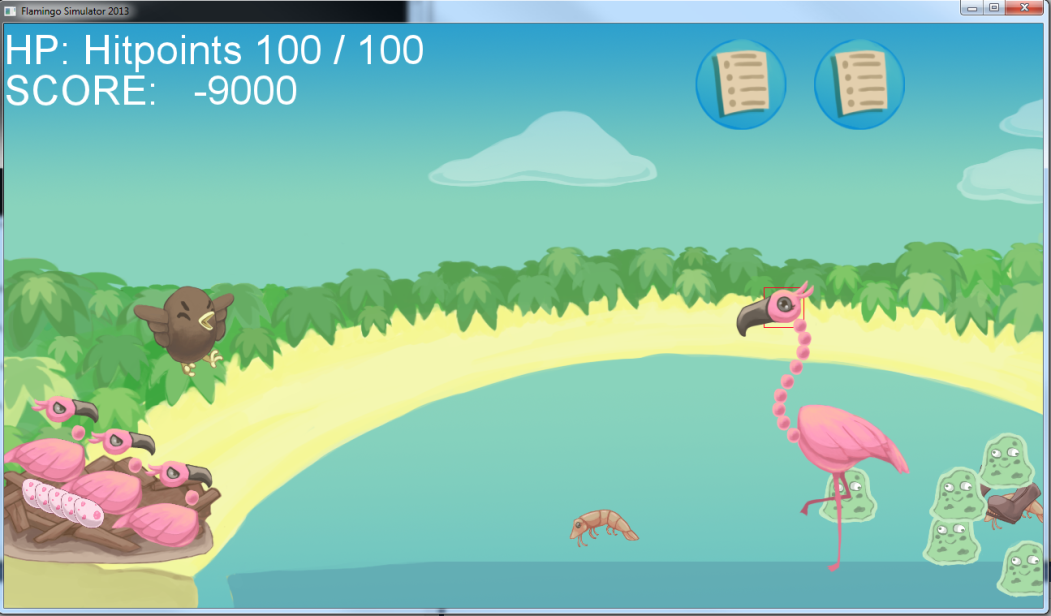 Flamingo Simulator 2013
HP: Hitpoints 100 / 100
SCORE: -9000